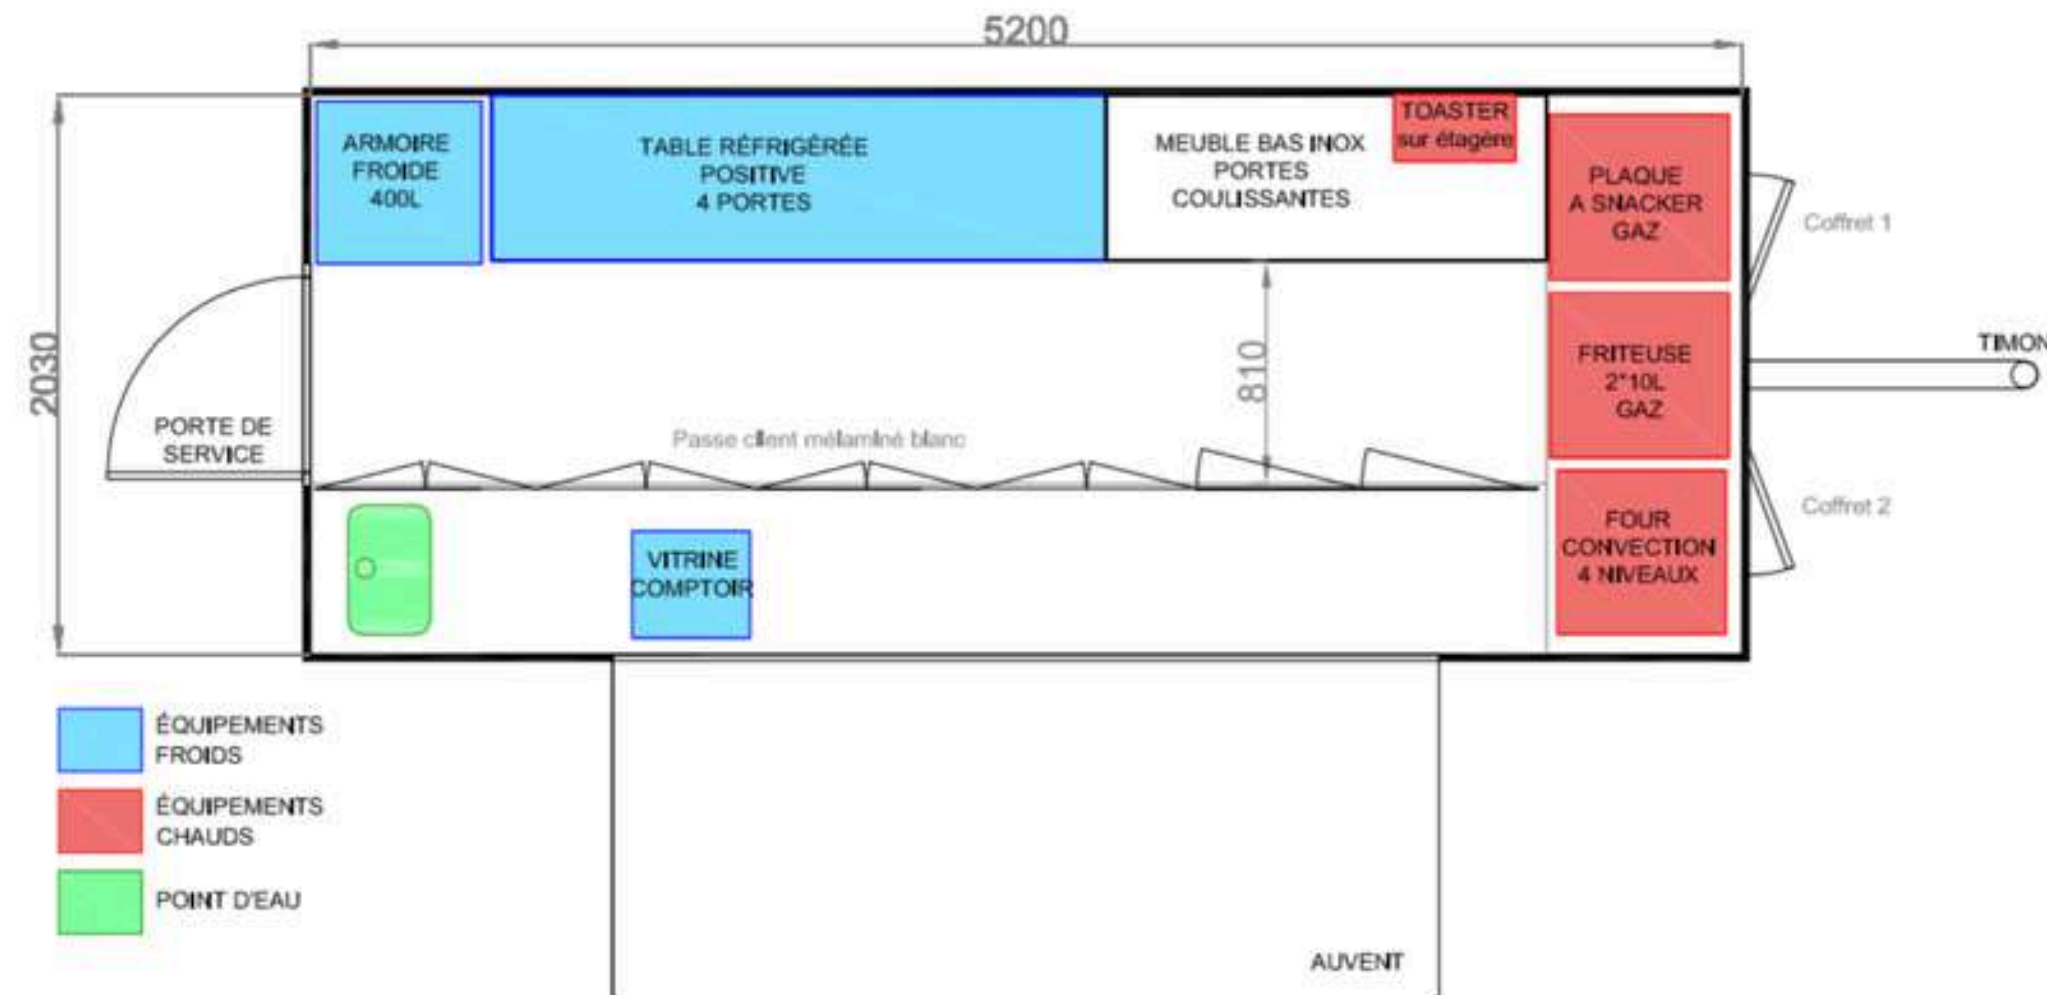 5200
ARMOIRE
FROIDE
400L
TABLE RÉFRIGÉRÉE
POSITIVE
4 PORTES
MEUBLE BAS INOX
PORTES
COULISSANTES
TOASTER
sur étagère
PLAQUE
A SNACKER
GAZ
Coffret 1
2030
810
FRITEUSE
2*10L
GAZ
TIMON
PORTE DE
SERVICE
Passe client mélaminé blanc
VITRINE
COMPTOIR
FOUR
CONVECTION
4 NIVEAUX
Coffret 2
ÉQUIPEMENTS
FROIDS
ÉQUIPEMENTS
CHAUDS
POINT D'EAU
AUVENT